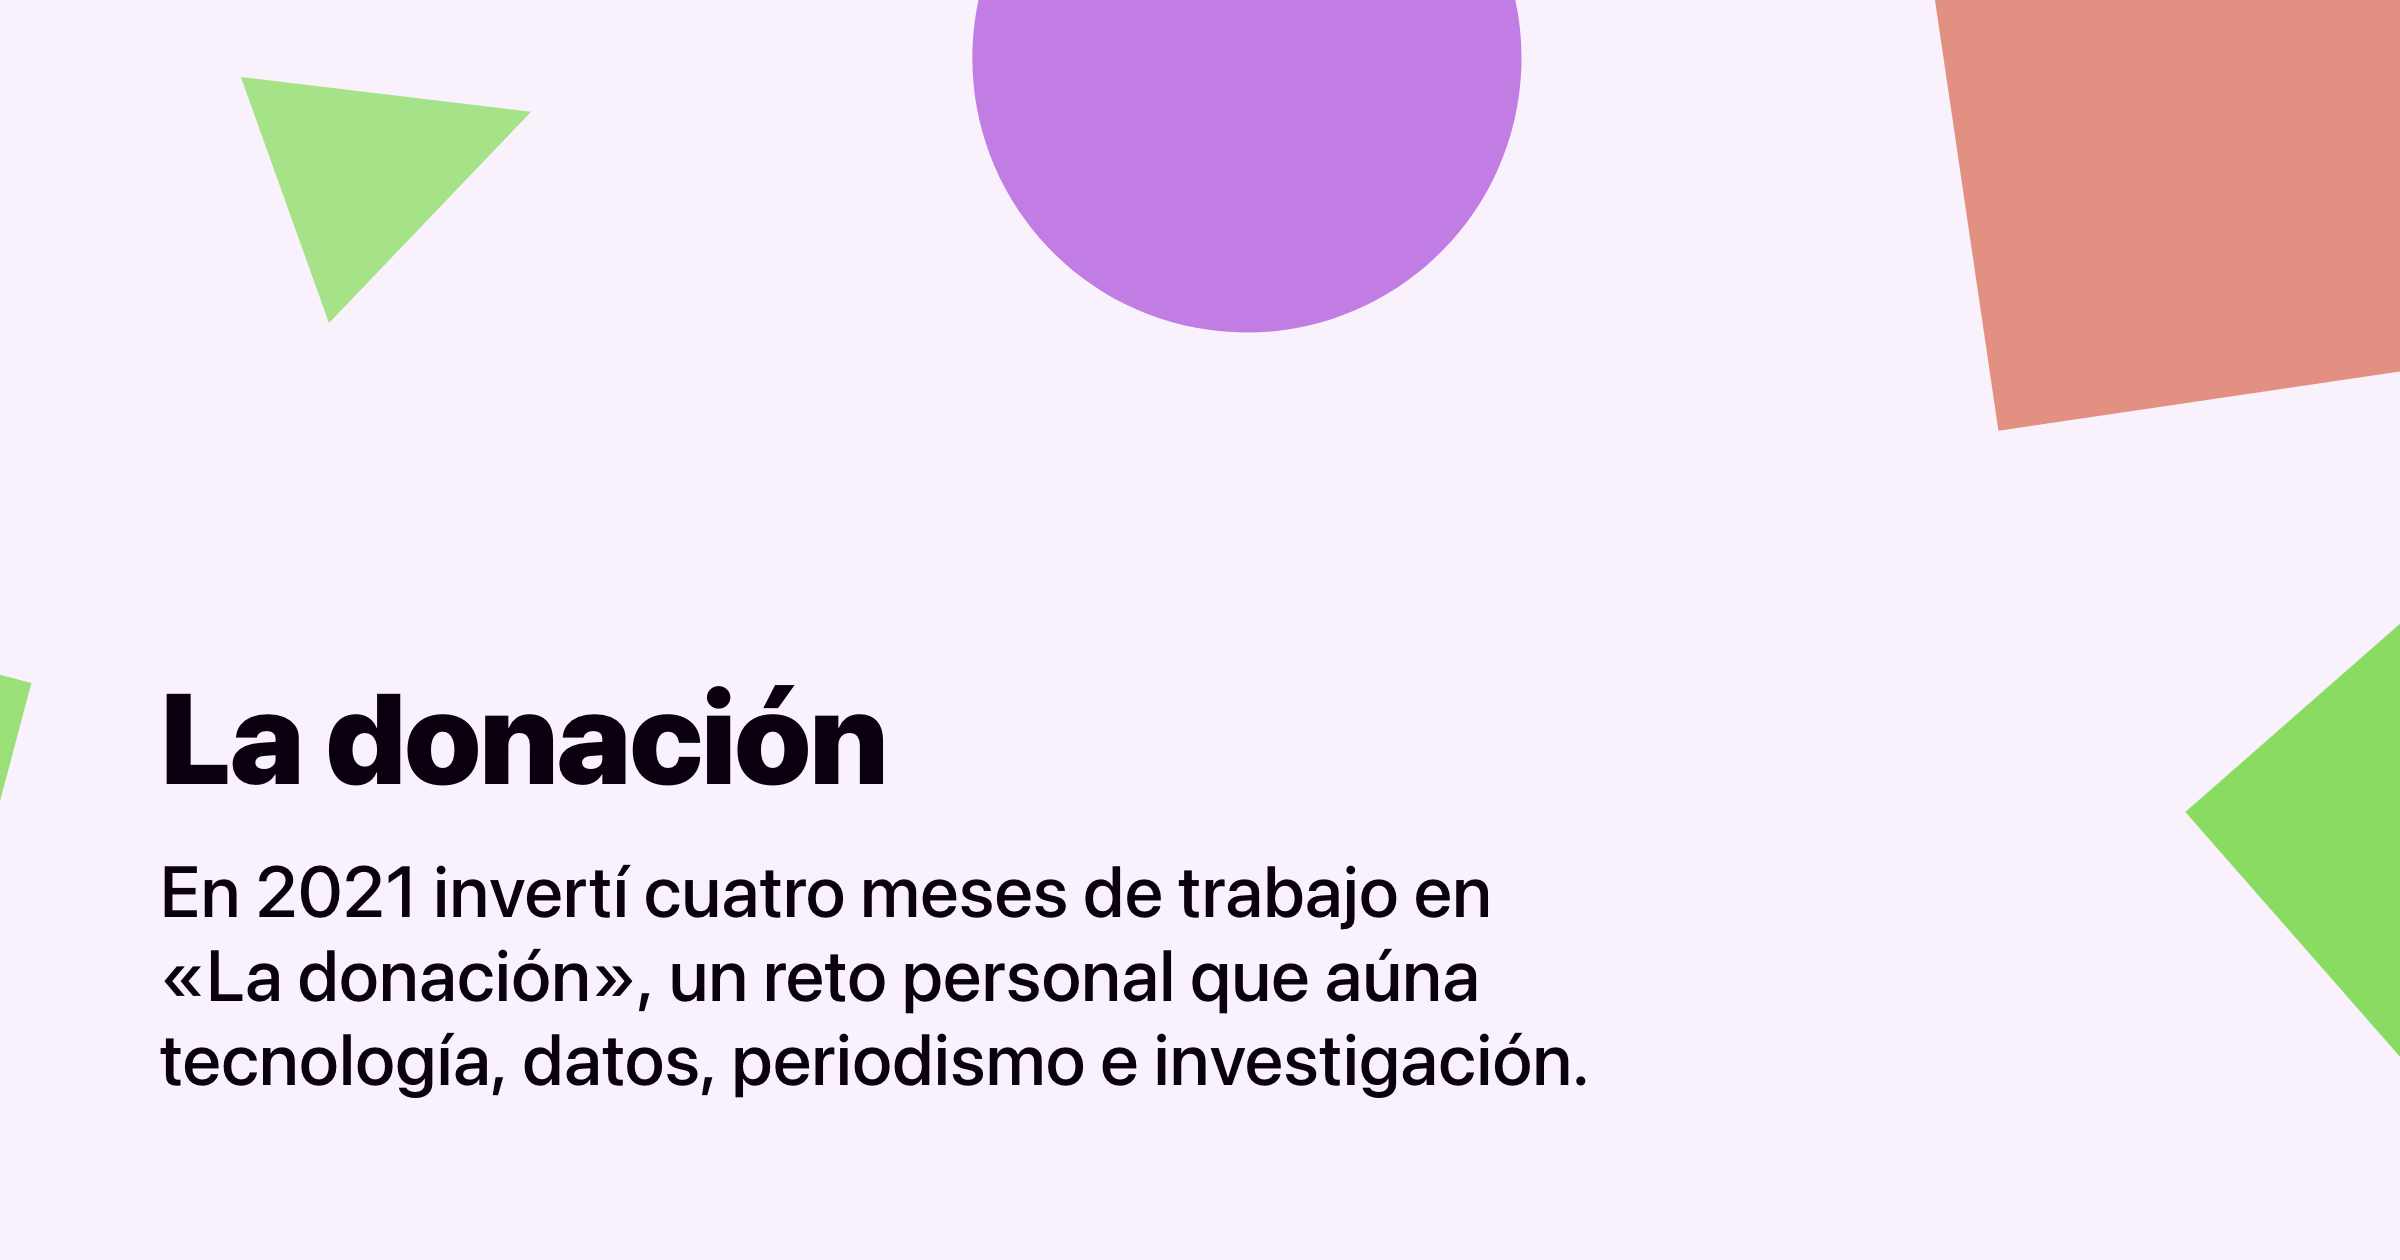 La donación
En 2021 invertí cuatro meses de trabajo en
«La donación», un reto personal que aúna
tecnología, datos, periodismo e investigación.